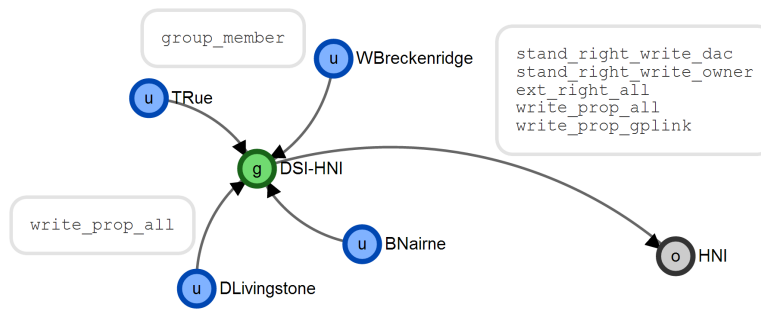 group_member
u WBreckenridge
u TRue
stand_right_write_dac
stand_right_write_owner
ext_right_all
write_prop_all
write_prop_gplink
g DSI-HNI
write_prop_all
u BNairne
o HNI
u DLivingstone